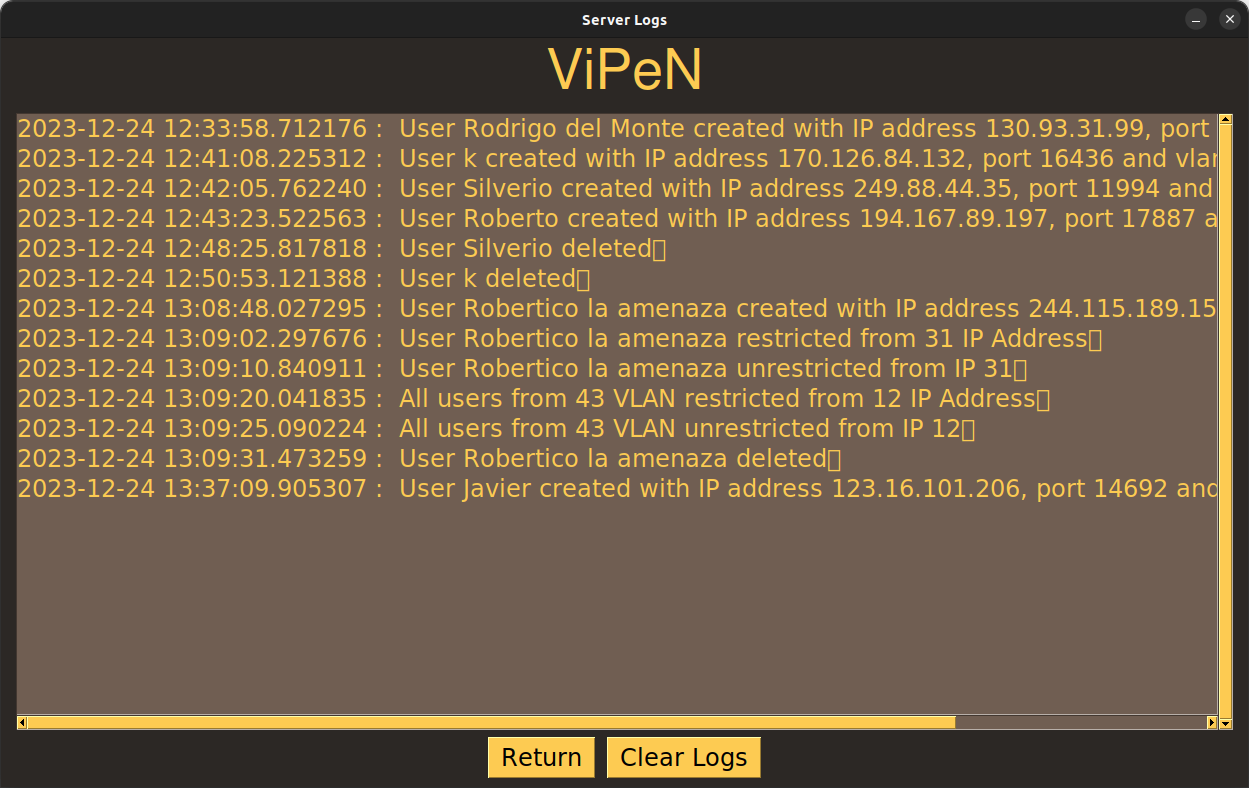 Server Logs
ViPeN
2023-12-24 12:33:58.712176 :  User Rodrigo del Monte created with IP address 130.93.31.99, port
2023-12-24 12:41:08.225312 :  User k created with IP address 170.126.84.132, port 16436 and vlan
2023-12-24 12:42:05.762240 :  User Silverio created with IP address 249.88.44.35, port 11994 and
2023-12-24 12:43:23.522563 :  User Roberto created with IP address 194.167.89.197, port 17887 a
2023-12-24 12:48:25.817818 :  User Silverio deleted
2023-12-24 12:50:53.121388 :  User k deleted
2023-12-24 13:08:48.027295 :  User Robertico la amenaza created with IP address 244.115.189.15
2023-12-24 13:09:02.297676 :  User Robertico la amenaza restricted from 31 IP Address
2023-12-24 13:09:10.840911 :  User Robertico la amenaza unrestricted from IP 31
2023-12-24 13:09:20.041835 :  All users from 43 VLAN restricted from 12 IP Address
2023-12-24 13:09:25.090224 :  All users from 43 VLAN unrestricted from IP 12
2023-12-24 13:09:31.473259 :  User Robertico la amenaza deleted
2023-12-24 13:37:09.905307 :  User Javier created with IP address 123.16.101.206, port 14692 and
Return
Clear Logs